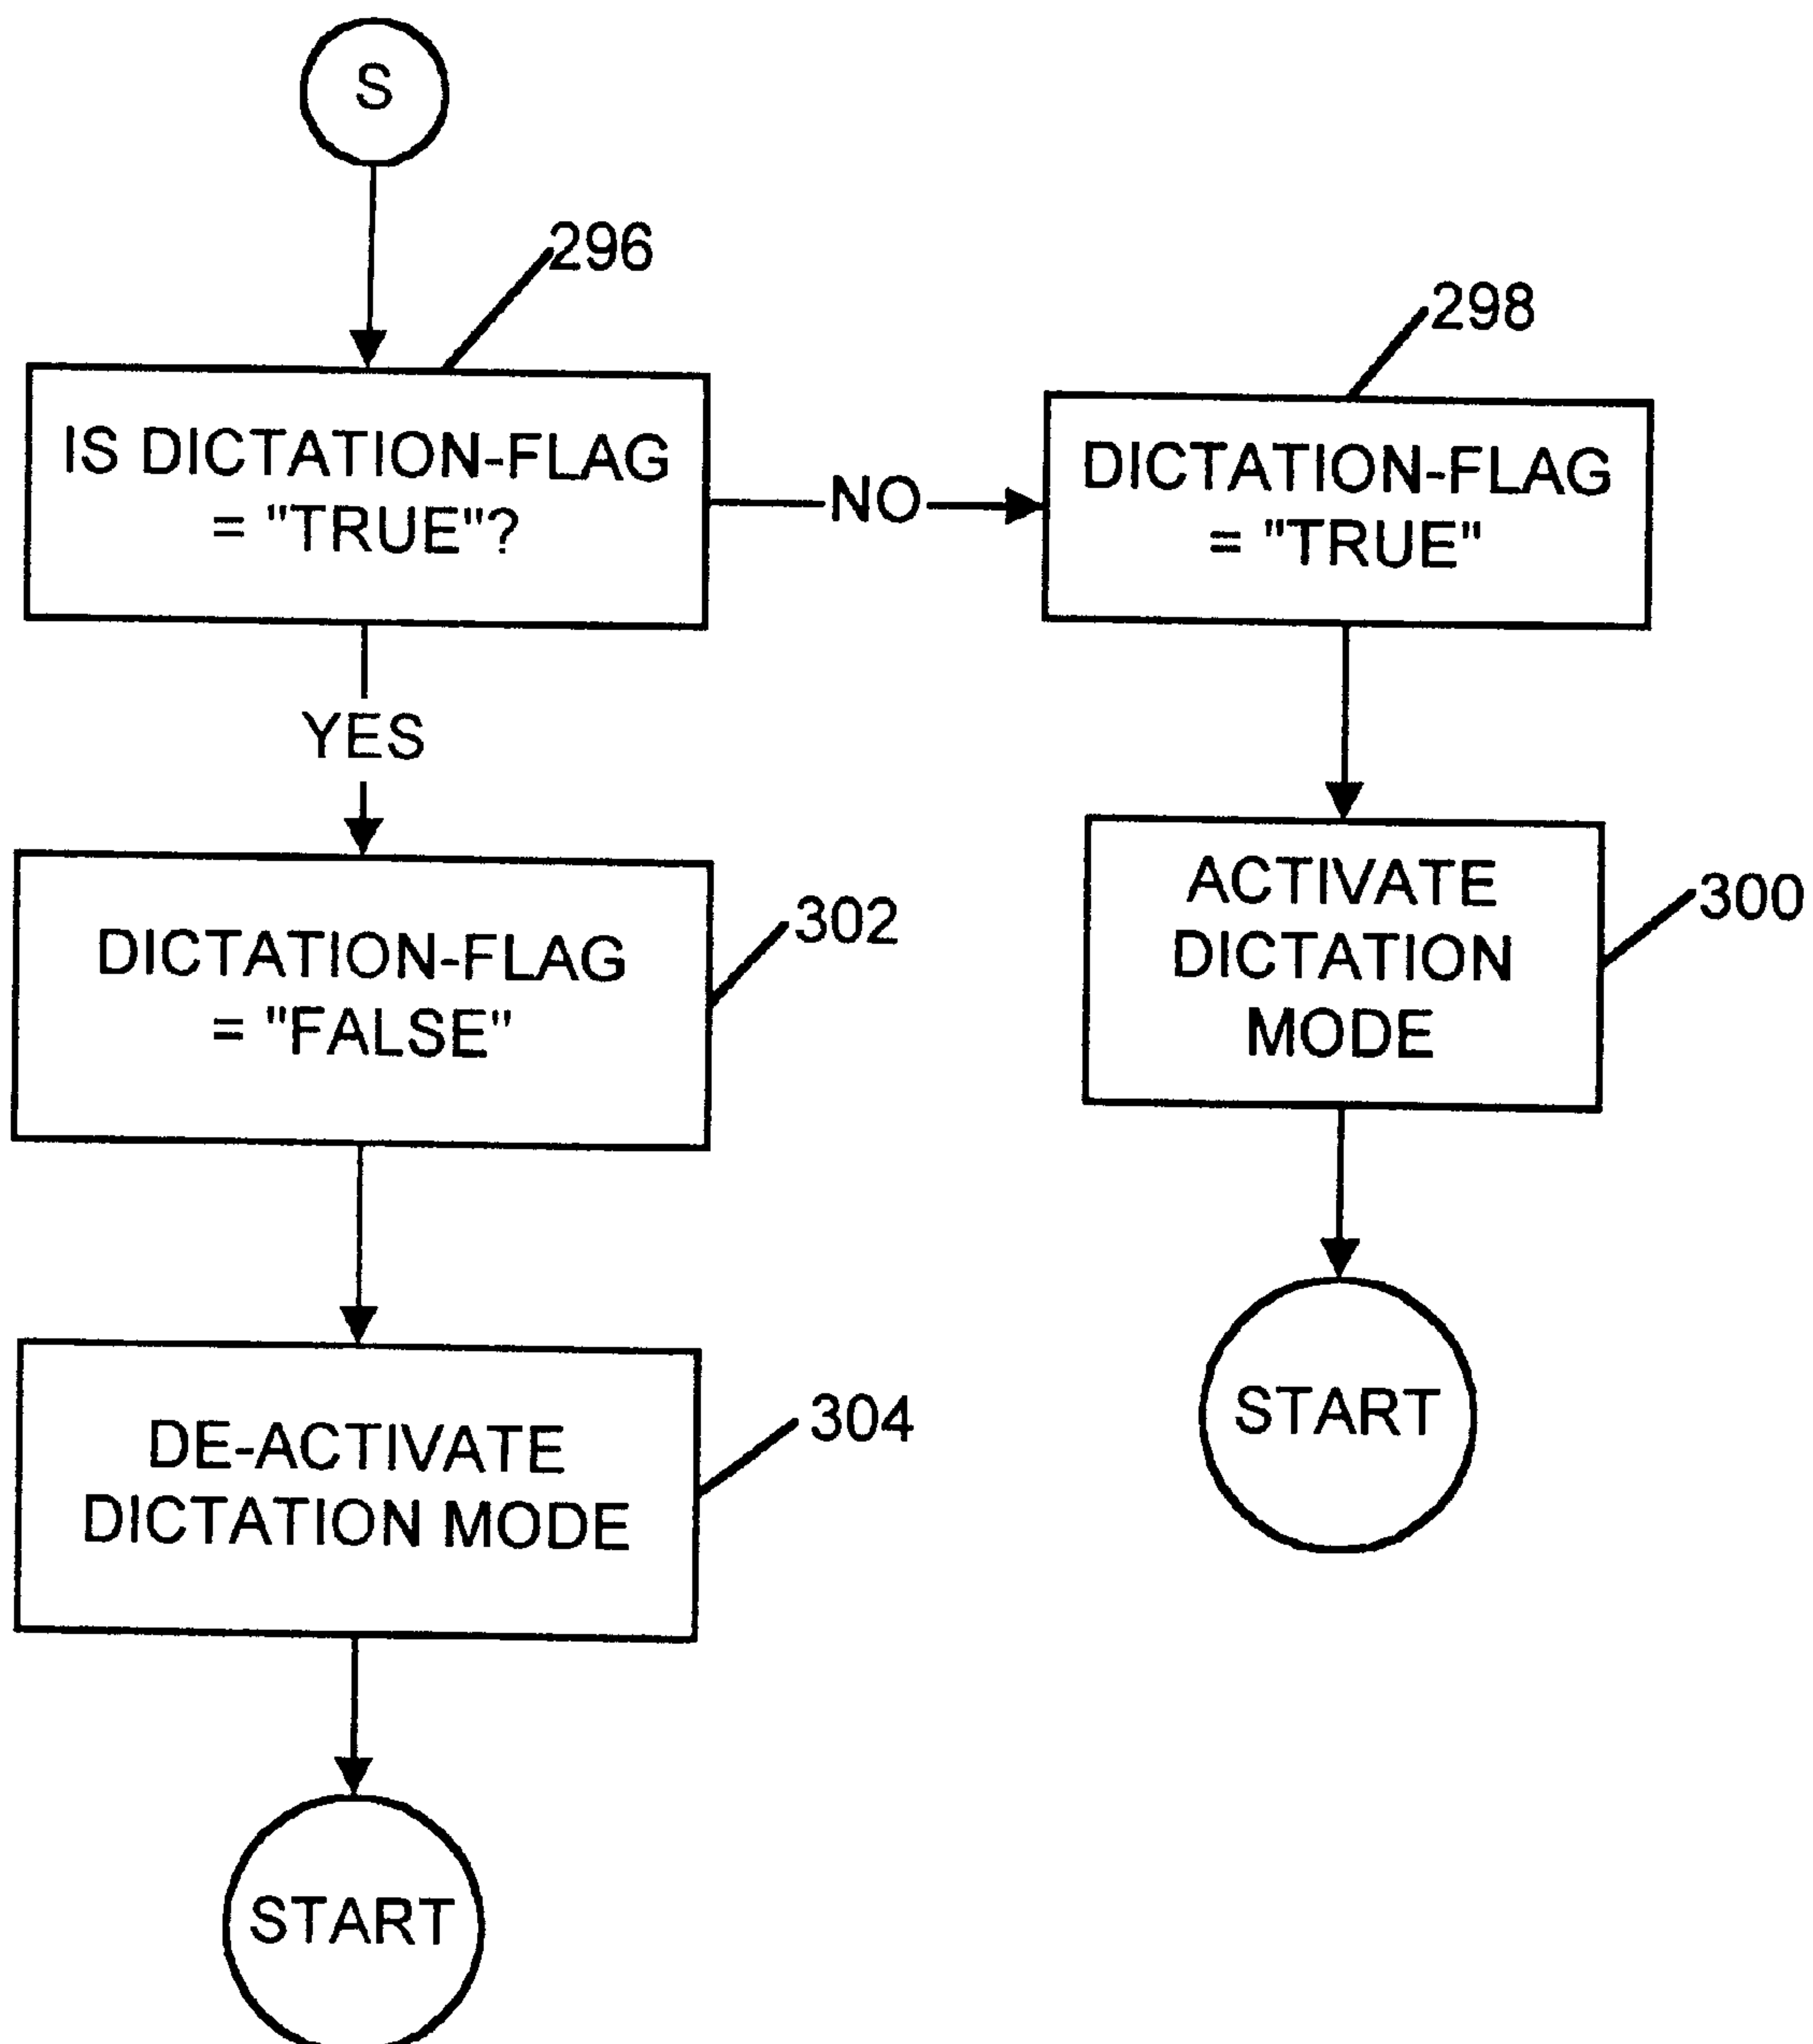 S
296
298
IS DICTATION-FLAG
= "TRUE"?
NO
DICTATION-FLAG
= "TRUE"
YES
302
DICTATION-FLAG
= "FALSE"
ACTIVATE
DICTATION
MODE
300
304
DE-ACTIVATE
DICTATION MODE
START
START